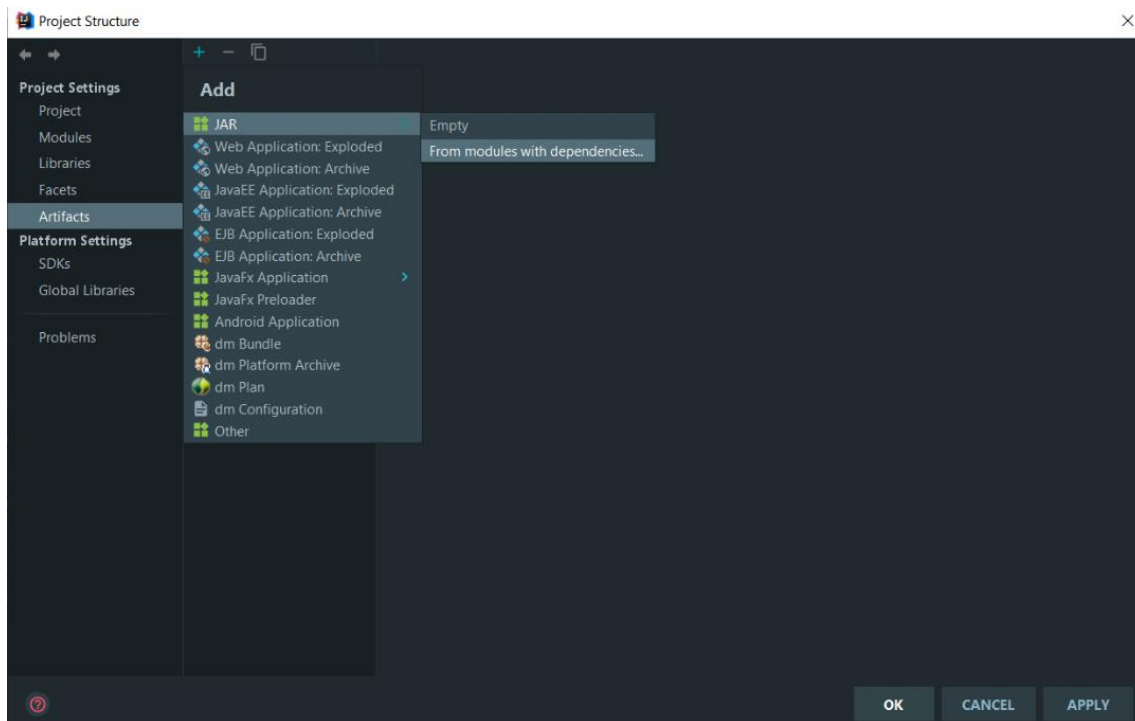 Project Structure
Project Settings
Project
Modules
Libraries
Facets
Artifacts
Platform Settings
SDKs
Global Libraries
Problems
Add
JAR
Web Application: Exploded
Web Application: Archive
JavaEE Application: Exploded
JavaEE Application: Archive
EJB Application: Exploded
EJB Application: Archive
JavaFx Application
JavaFx Preloader
Android Application
dm Bundle
dm Platform Archive
dm Plan
dm Configuration
Other
Empty
From modules with dependencies...
OK
CANCEL
APPLY